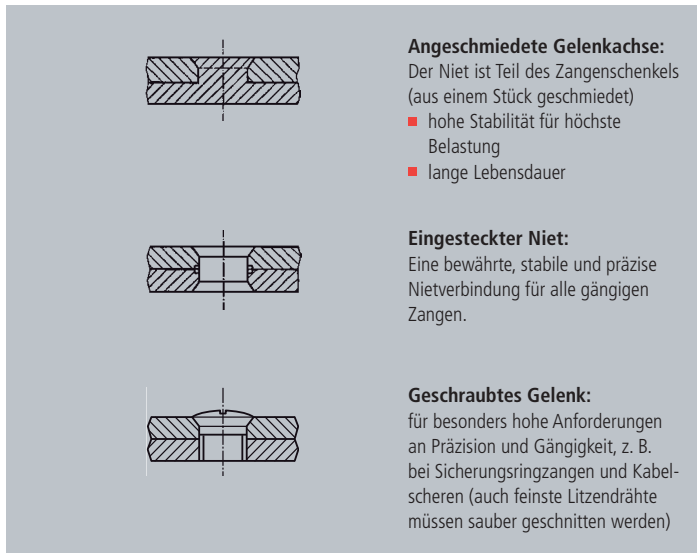 Angeschmiedete Gelenkachse:
Der Niet ist Teil des Zangenschenkels
(aus einem Stück geschmiedet)
hohe Stabilität für höchste
Belastung
lange Lebensdauer
Eingesteckter Niet:
Eine bewährte, stabile und präzise
Nietverbindung für alle gängigen
Zangen.
Geschraubtes Gelenk:
für besonders hohe Anforderungen
an Präzision und Gängigkeit, z. B.
bei Sicherungsringzangen und Kabel-
scheren (auch feinste Litzendrähte
müssen sauber geschnitten werden)